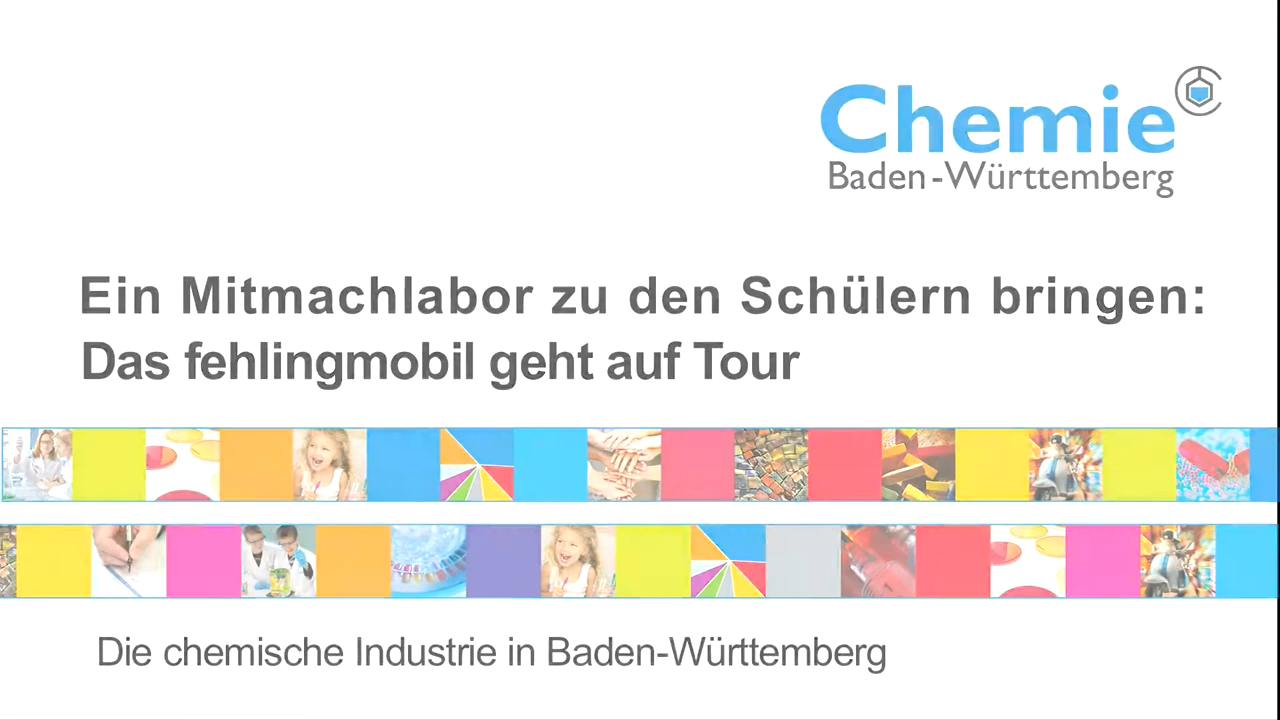 Chemie
Baden-Württemberg
Ein Mitmachlabor zu den Schülern bringen:
Das fehlingmobil geht auf Tour
Die chemische Industrie in Baden-Württemberg